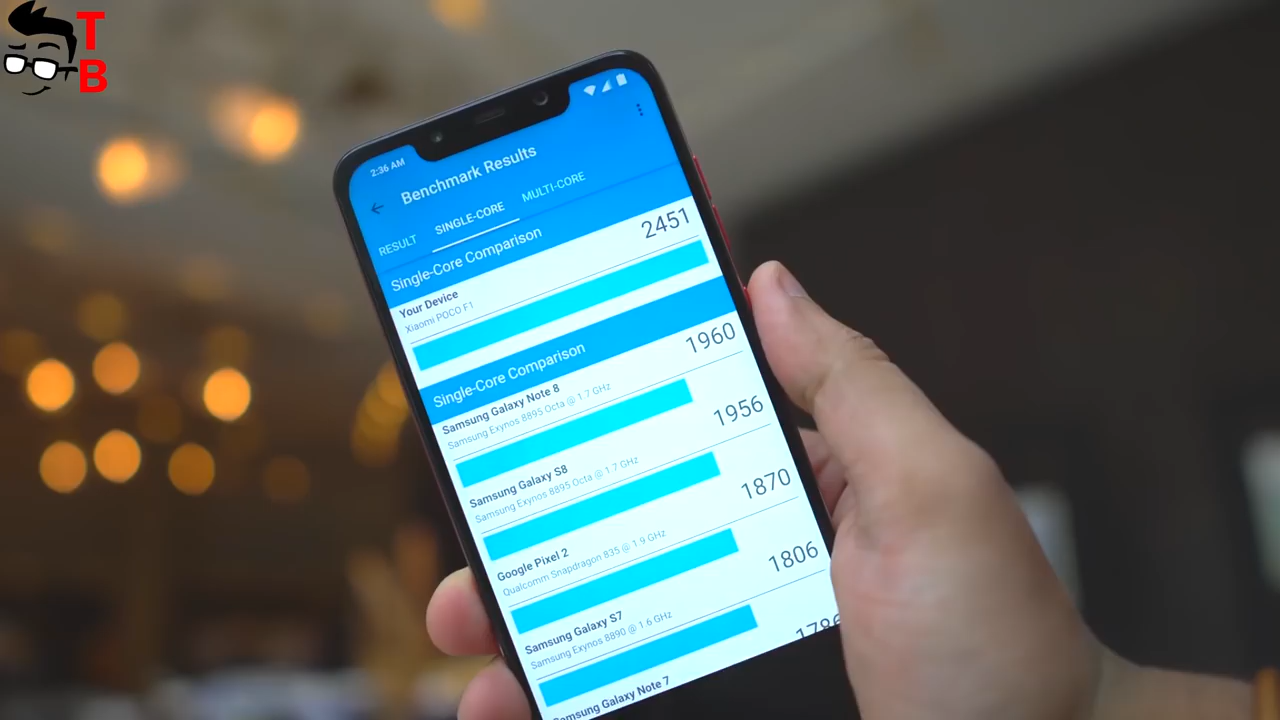 T
B
2:36 AM
Benchmark Results
RESULT SINGLE-CORE MULTI-CORE
Single-Core Comparison
2451
Your Device
Xiaomi POCO F1
Single-Core Comparison
1960
Samsung Galaxy Note 8
Samsung Exynos 8895 Octa @ 1.7 GHz
1956
Samsung Galaxy S8
Samsung Exynos 8895 Octa @ 1.7 GHz
1870
Google Pixel 2
Qualcomm Snapdragon 835 @ 1.9 GHz
1806
Samsung Galaxy S7
Samsung Exynos 8890 @ 1.6 GHz
1786
Samsung Galaxy Note 7